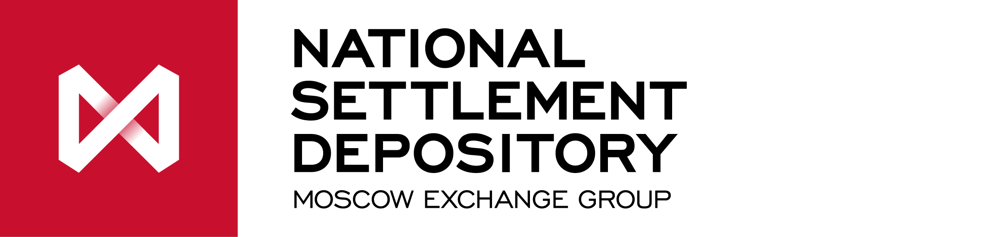 NATIONAL
SETTLEMENT
DEPOSITORY
MOSCOW EXCHANGE GROUP